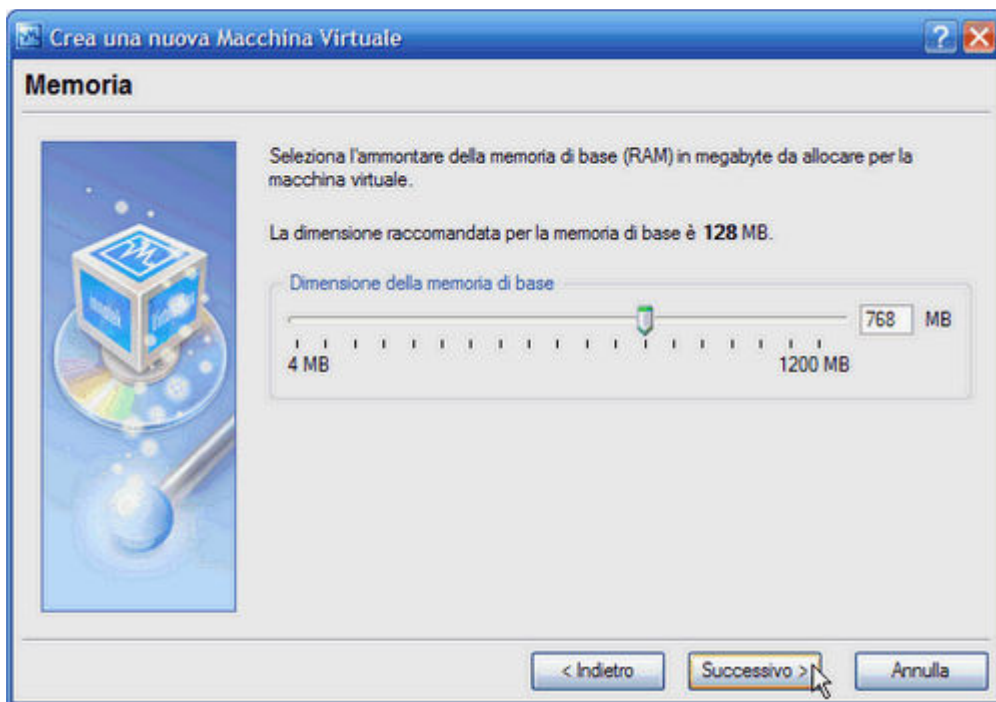 Crea una nuova Macchina Virtuale
Memoria
Seleziona l'ammontare della memoria di base (RAM) in megabyte da allocare per la
macchina virtuale.
La dimensione raccomandata per la memoria di base è 128 MB.
Dimensione della memoria di base
768 MB
4 MB 1200 MB
< Indietro Successivo > Annulla